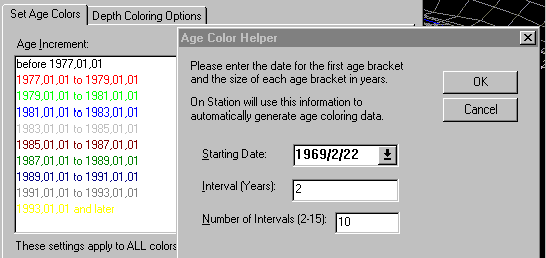 Set Age Colors
Depth Coloring Options
Age Increment:
before 1977,01,01
1977,01,01 to 1979,01,01
1979,01,01 to 1981,01,01
1981,01,01 to 1983,01,01
1983,01,01 to 1985,01,01
1985,01,01 to 1987,01,01
1987,01,01 to 1989,01,01
1989,01,01 to 1991,01,01
1991,01,01 to 1993,01,01
1993,01,01 and later
These settings apply to ALL colors
Age Color Helper
Please enter the date for the first age bracket
and the size of each age bracket in years.
On Station will use this information to
automatically generate age coloring data.
OK
Cancel
Starting Date: 1969/2/22
Interval (Years): 2
Number of Intervals (2-15): 10